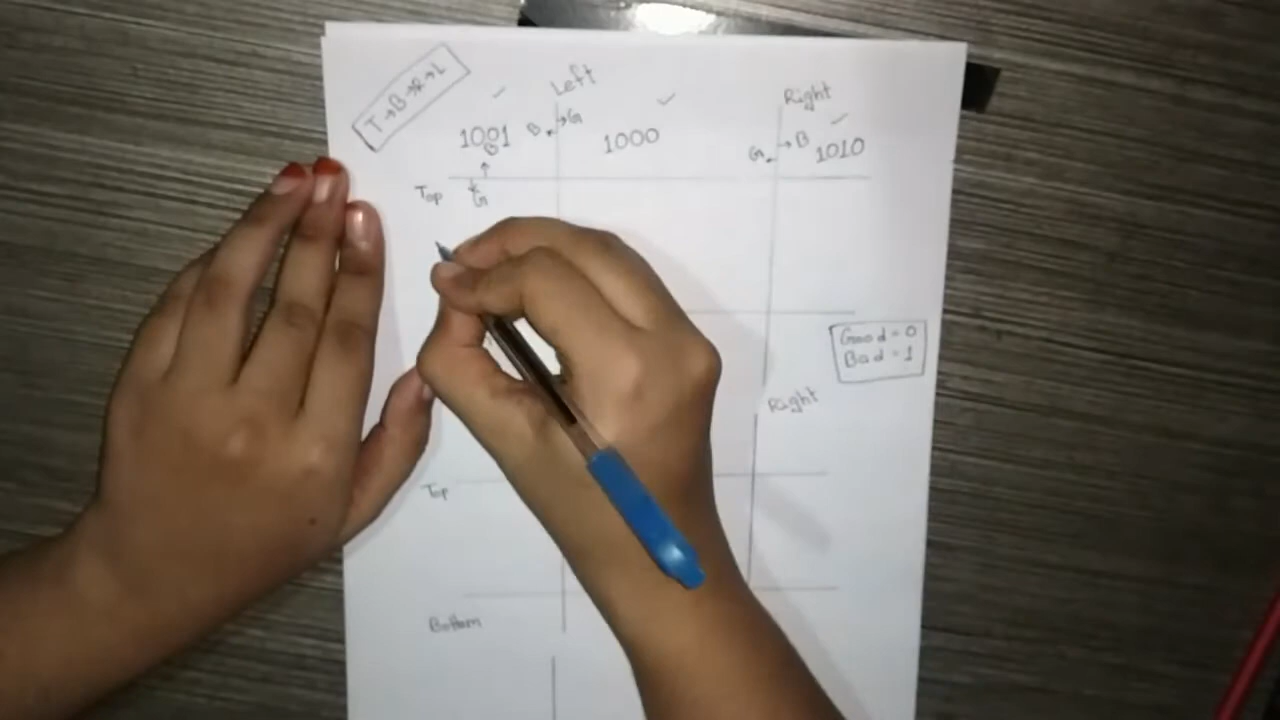 T→B→R→L
Left
Right
1001
B
B → G
1000
G → B
1010
Top
G
Good = 0
Bad = 1
Right
Top
Bottom